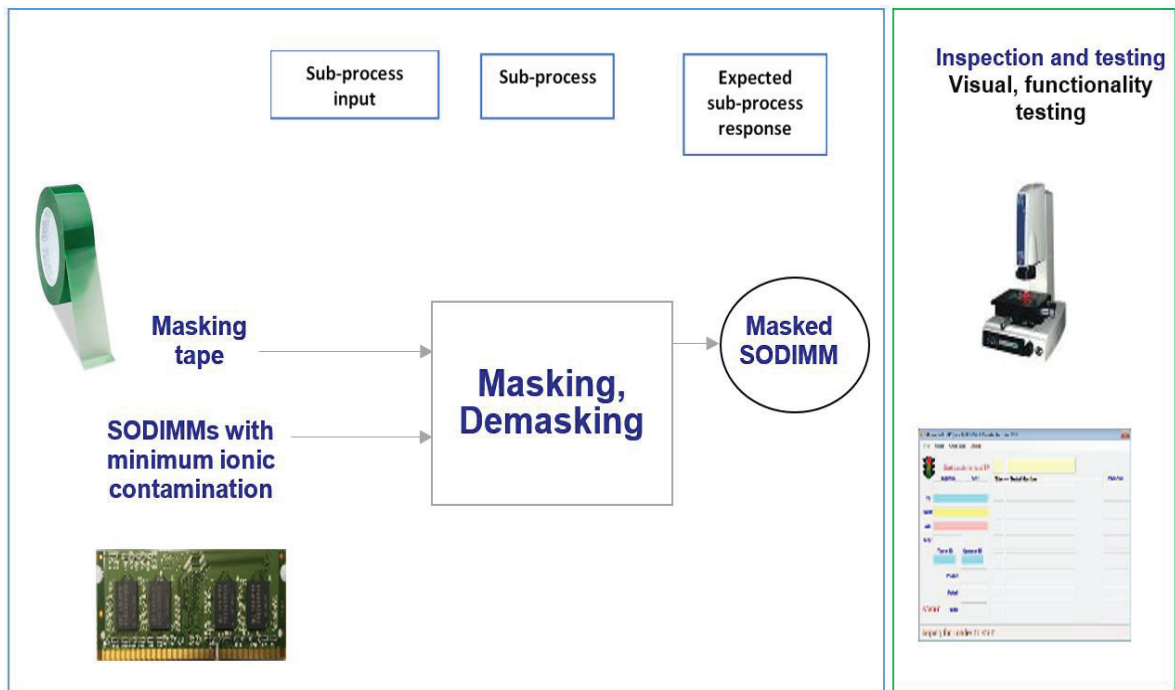 Sub-process
input
Sub-process
Expected
sub-process
response
Inspection and testing
Visual, functionality
testing
Masking
tape
SODIMMs with
minimum ionic
contamination
Masking,
Demasking
Masked
SODIMM